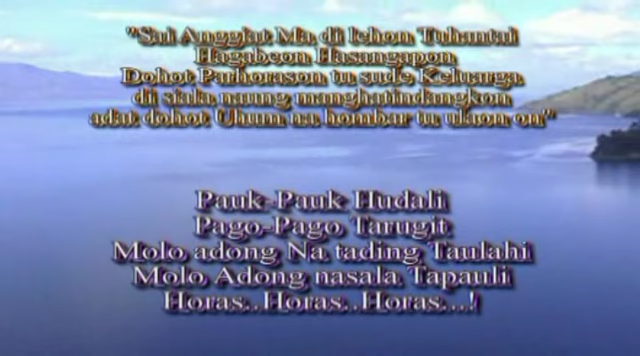 "Sai Anggiat Ma di lehon Tuhantai
Hagabeon Hasangapon
Dohot Parhorason tu sude Keluarga
di siala naung manghatindangkon
adat dohot Uhum na hombar tu ulaon on"
Pauk-Pauk Hudali
Pago-Pago Tarugit
Molo adong Na tading Taulahi
Molo Adong nasala Tapauli
Horas..Horas..Horas...!